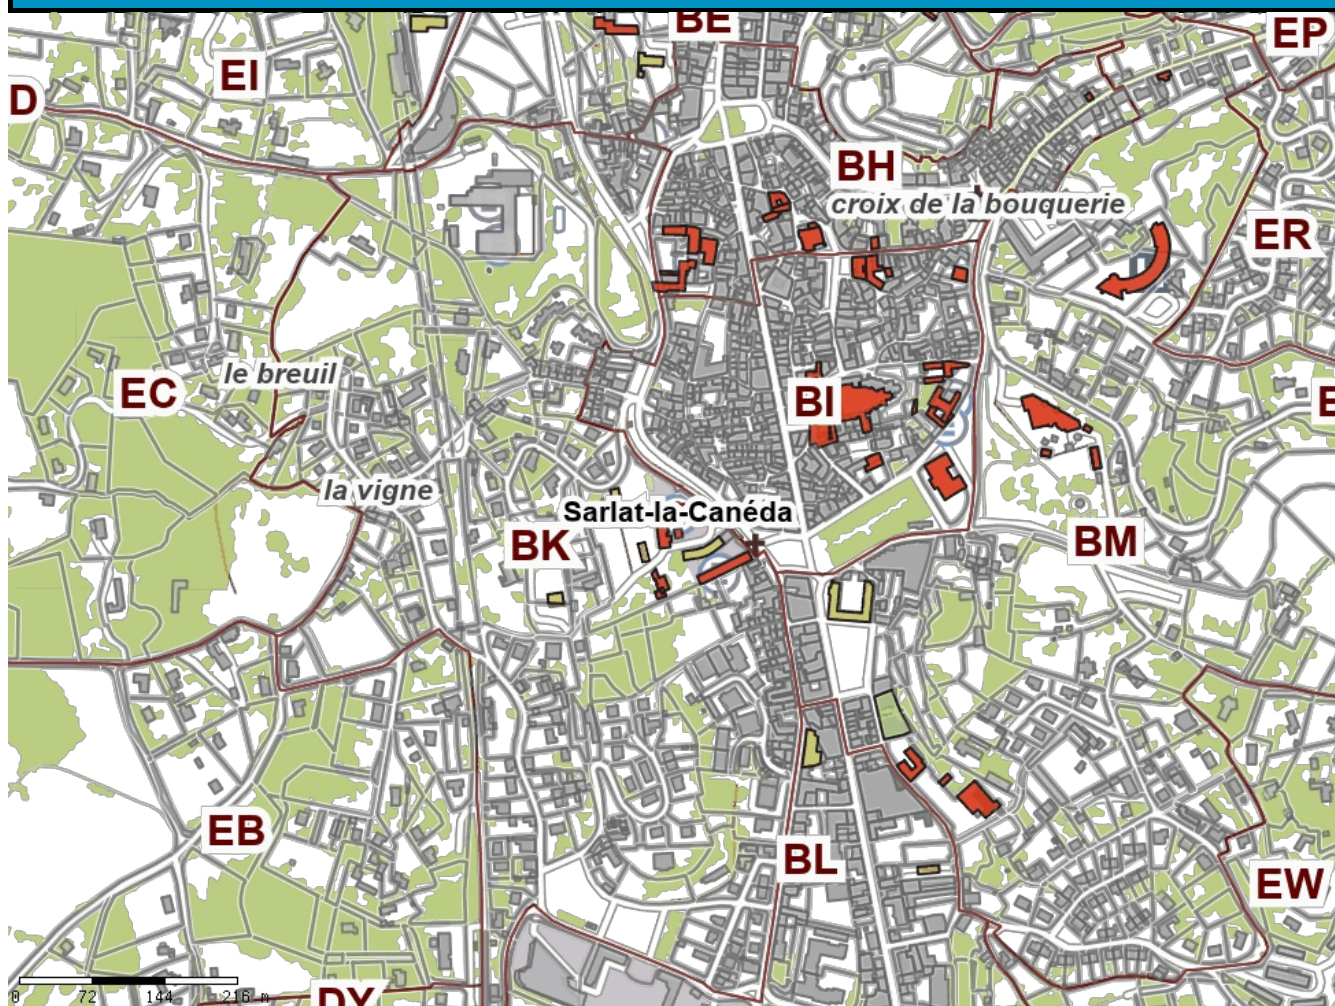 BE
EP
EI
D
BH
croix de la bouquerie
ER
le breuil
EC
BI
E
la vigne
Sarlat-la-Canéda
BK
BM
EB
BL
EW
0 72 144 216 m
DY